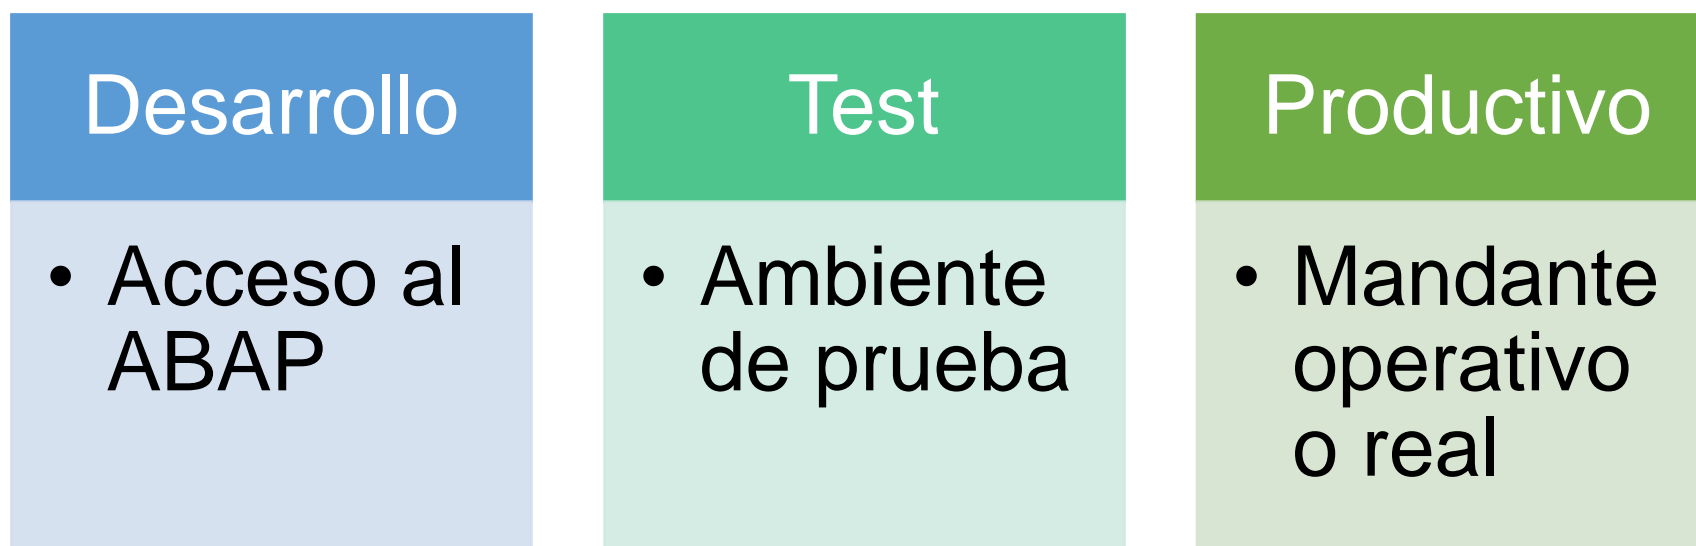 Desarrollo
• Acceso al
ABAP
Test
• Ambiente
de prueba
Productivo
• Mandante
operativo
o real